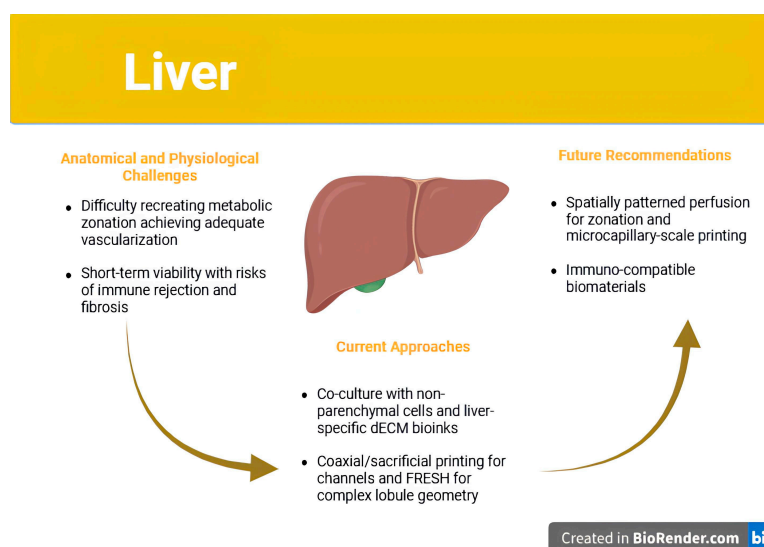 Liver
Anatomical and Physiological
Challenges
• Difficulty recreating metabolic
zonation achieving adequate
vascularization
• Short-term viability with risks
of immune rejection and
fibrosis
Current Approaches
• Co-culture with non-
parenchymal cells and liver-
specific dECM bioinks
• Coaxial/sacrificial printing for
channels and FRESH for
complex lobule geometry
Future Recommendations
• Spatially patterned perfusion
for zonation and
microcapillary-scale printing
• Immuno-compatible
biomaterials
Created in BioRender.com bi